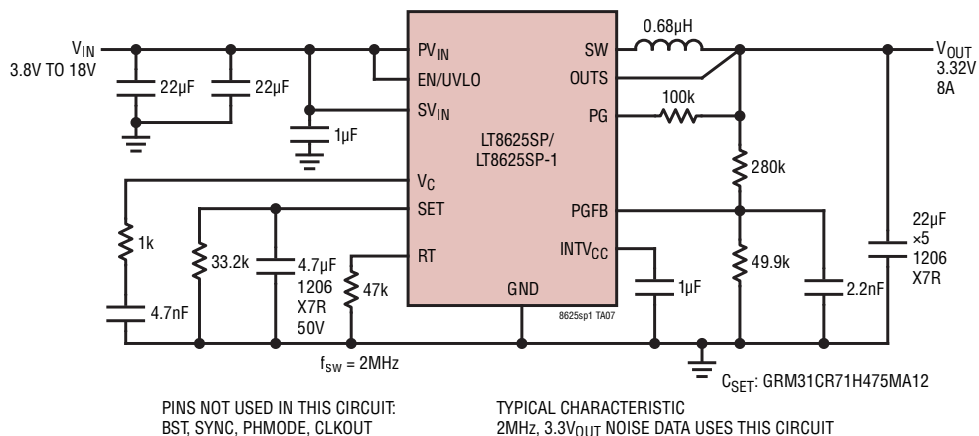 V_IN
3.8V TO 18V
22µF
22µF
1µF
PV_IN
EN/UVLO
SV_IN
V_C
SET
RT
LT8625SP/
LT8625SP-1
GND
SW
OUTS
PG
PGFB
INTV_CC
8625sp1 TA07
0.68µH
V_OUT
3.32V
8A
100k
280k
49.9k
1µF
2.2nF
22µF
×5
1206
X7R
1k
4.7nF
33.2k
4.7µF
1206
X7R
50V
47k
f_SW = 2MHz
C_SET: GRM31CR71H475MA12
PINS NOT USED IN THIS CIRCUIT:
BST, SYNC, PHMODE, CLKOUT
TYPICAL CHARACTERISTIC
2MHz, 3.3V_OUT NOISE DATA USES THIS CIRCUIT